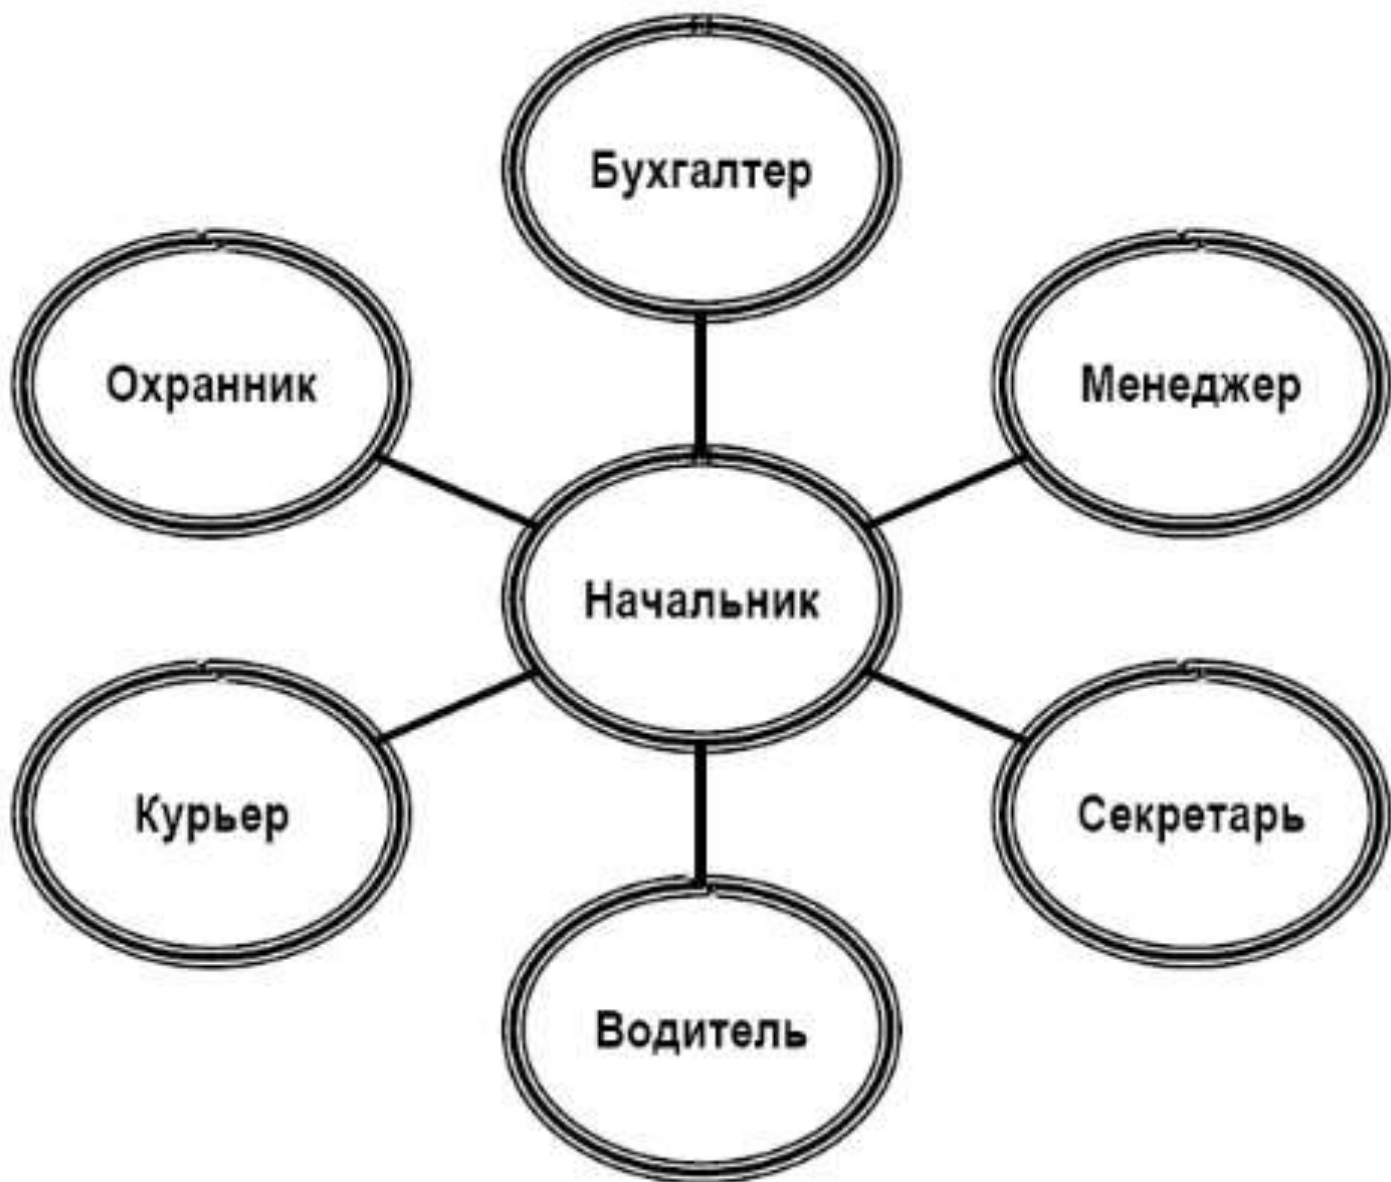 Бухгалтер
Охранник
Менеджер
Начальник
Курьер
Секретарь
Водитель